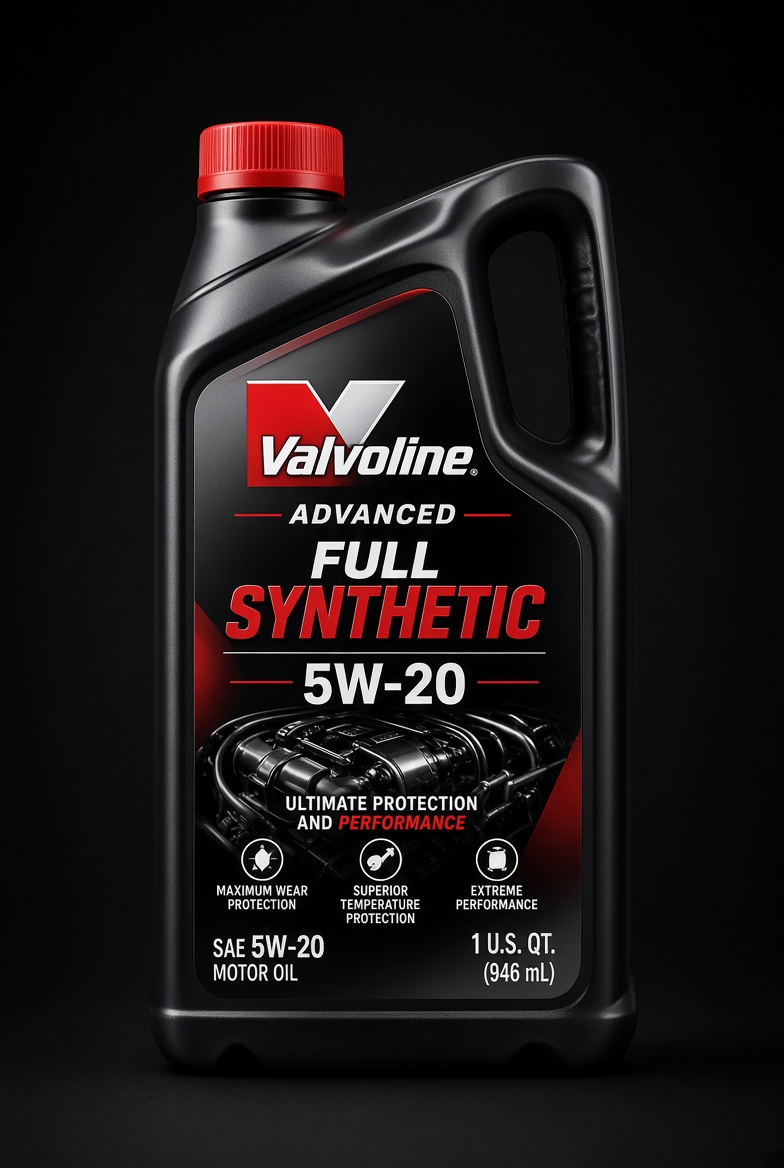 Valvoline®
ADVANCED
FULL
SYNTHETIC
5W-20
ULTIMATE PROTECTION
AND PERFORMANCE
MAXIMUM WEAR
PROTECTION
SUPERIOR
TEMPERATURE
PROTECTION
EXTREME
PERFORMANCE
SAE 5W-20
MOTOR OIL
1 U.S. QT.
(946 mL)